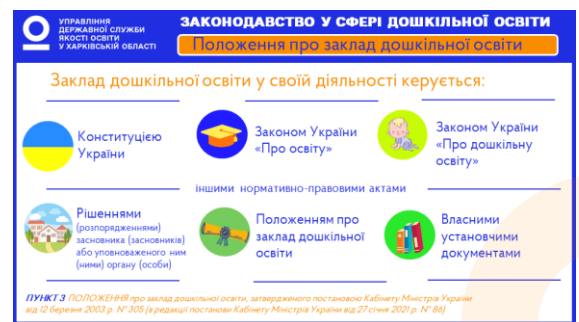 УПРАВЛІННЯ
ДЕРЖАВНОЇ СЛУЖБИ
ЯКОСТІ ОСВІТИ
У ХАРКІВСЬКІЙ ОБЛАСТІ
ЗАКОНОДАВСТВО У СФЕРІ ДОШКІЛЬНОЇ ОСВІТИ
Положення про заклад дошкільної освіти
Заклад дошкільної освіти у своїй діяльності керується:
Конституцією
України
Законом України
«Про освіту»
Законом України
«Про дошкільну
освіту»
іншими нормативно-правовими актами
Рішеннями
(розпорядженнями)
засновника (засновників)
або уповноваженого ним
(ними) органу (особи)
Положенням про
заклад дошкільної
освіти
Власними
установчими
документами
ПУНКТ 3 ПОЛОЖЕННЯ про заклад дошкільної освіти, затвердженого постановою Кабінету Міністрів України
від 12 березня 2003 р. № 305 (в редакції постанови Кабінету Міністрів України від 27 січня 2021 р. № 86)